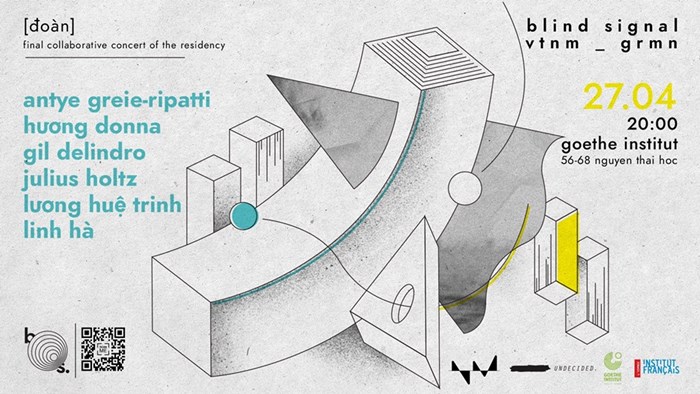 [đoàn]
final collaborative concert of the residency
blind signal
vtnm _ grmn
antye greie-ripatti
hương donna
gil delindro
julius holtz
lương huệ trinh
linh hà
27.04
20:00
goethe institut
56-68 nguyen thai hoc
b
s.
UNDECIDED.
GOETHE
INSTITUT
INSTITUT
FRANÇAIS